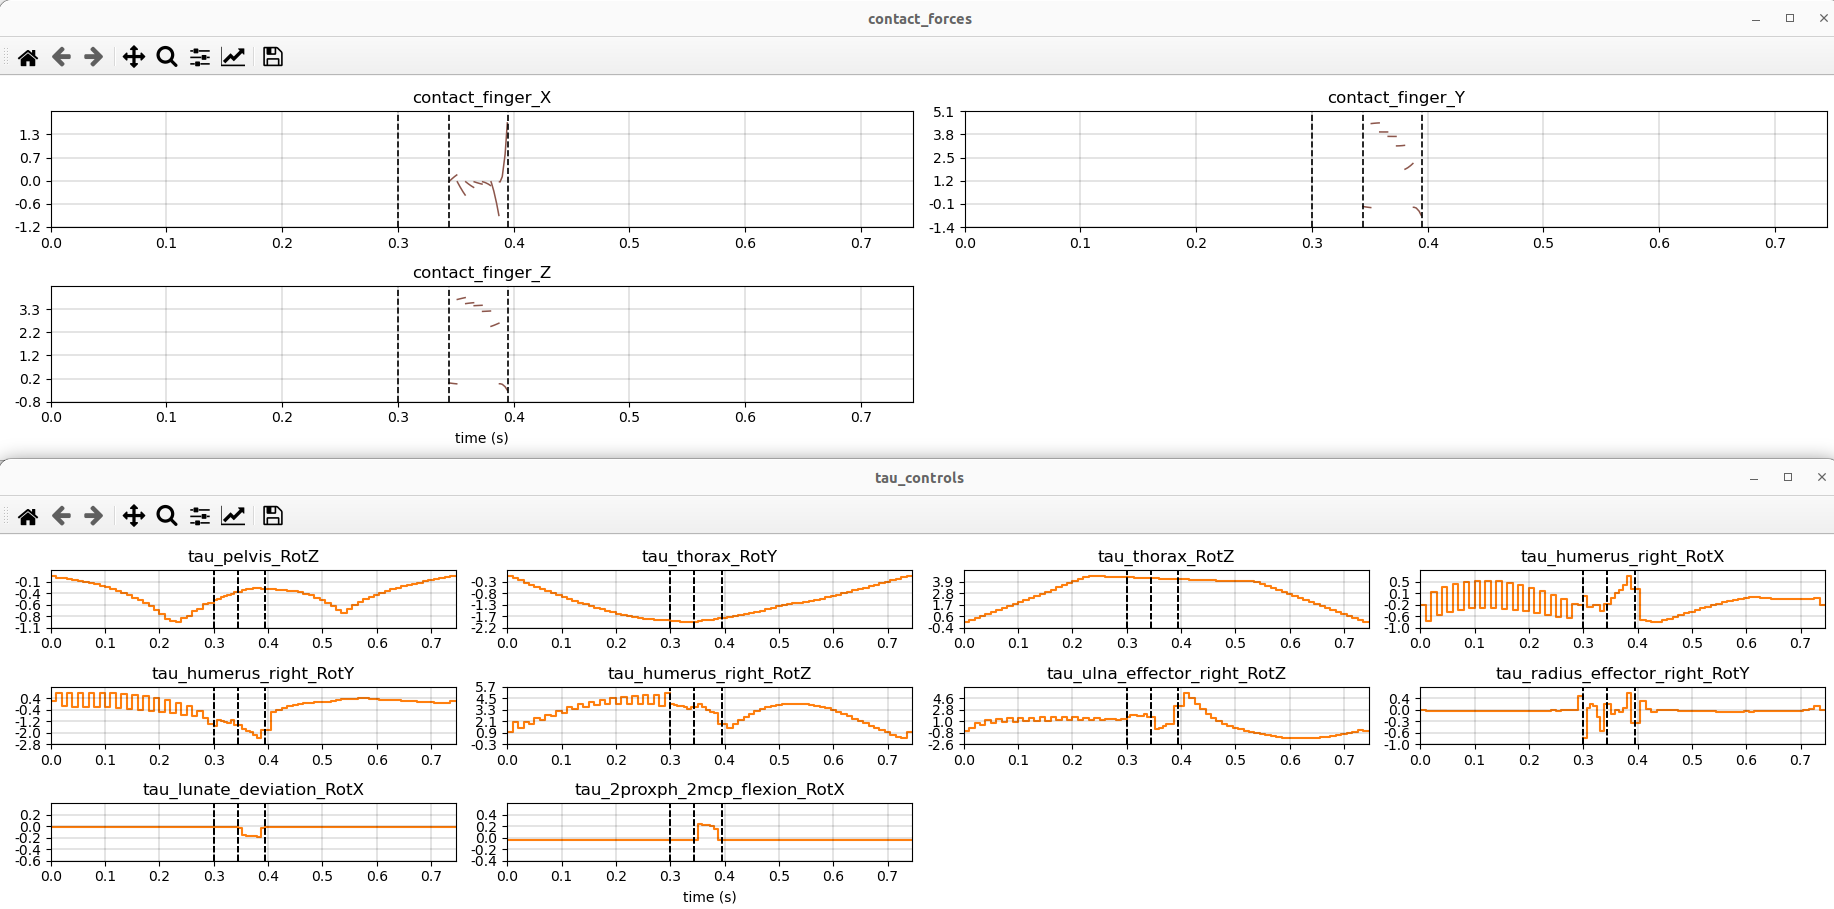 contact_forces
contact_finger_X
contact_finger_Y
1.3
0.7
0.0
-0.6
-1.2
0.0 0.1 0.2 0.3 0.4 0.5 0.6 0.7
5.1
3.8
2.5
1.2
-0.1
-1.4
0.0 0.1 0.2 0.3 0.4 0.5 0.6 0.7
contact_finger_Z
3.3
2.2
1.2
0.2
-0.8
0.0 0.1 0.2 0.3 0.4 0.5 0.6 0.7
time (s)
tau_controls
tau_pelvis_RotZ
-0.1
-0.4
-0.6
-0.8
-1.1
0.0 0.1 0.2 0.3 0.4 0.5 0.6 0.7
tau_thorax_RotY
-0.3
-0.8
-1.3
-1.7
-2.2
0.0 0.1 0.2 0.3 0.4 0.5 0.6 0.7
tau_thorax_RotZ
3.9
2.8
1.7
0.6
-0.4
0.0 0.1 0.2 0.3 0.4 0.5 0.6 0.7
tau_humerus_right_RotX
0.5
0.1
-0.2
-0.6
-1.0
0.0 0.1 0.2 0.3 0.4 0.5 0.6 0.7
tau_humerus_right_RotY
0.4
-0.4
-1.2
-2.0
-2.8
0.0 0.1 0.2 0.3 0.4 0.5 0.6 0.7
tau_humerus_right_RotZ
5.7
4.5
3.3
2.1
0.9
-0.3
0.0 0.1 0.2 0.3 0.4 0.5 0.6 0.7
tau_ulna_effector_right_RotZ
4.6
2.8
1.0
-0.8
-2.6
0.0 0.1 0.2 0.3 0.4 0.5 0.6 0.7
tau_radius_effector_right_RotY
0.4
0.0
-0.3
-0.6
-1.0
0.0 0.1 0.2 0.3 0.4 0.5 0.6 0.7
tau_lunate_deviation_RotX
0.2
0.0
-0.2
-0.4
-0.6
0.0 0.1 0.2 0.3 0.4 0.5 0.6 0.7
tau_2proxph_2mcp_flexion_RotX
0.4
0.2
0.0
-0.2
-0.4
0.0 0.1 0.2 0.3 0.4 0.5 0.6 0.7
time (s)